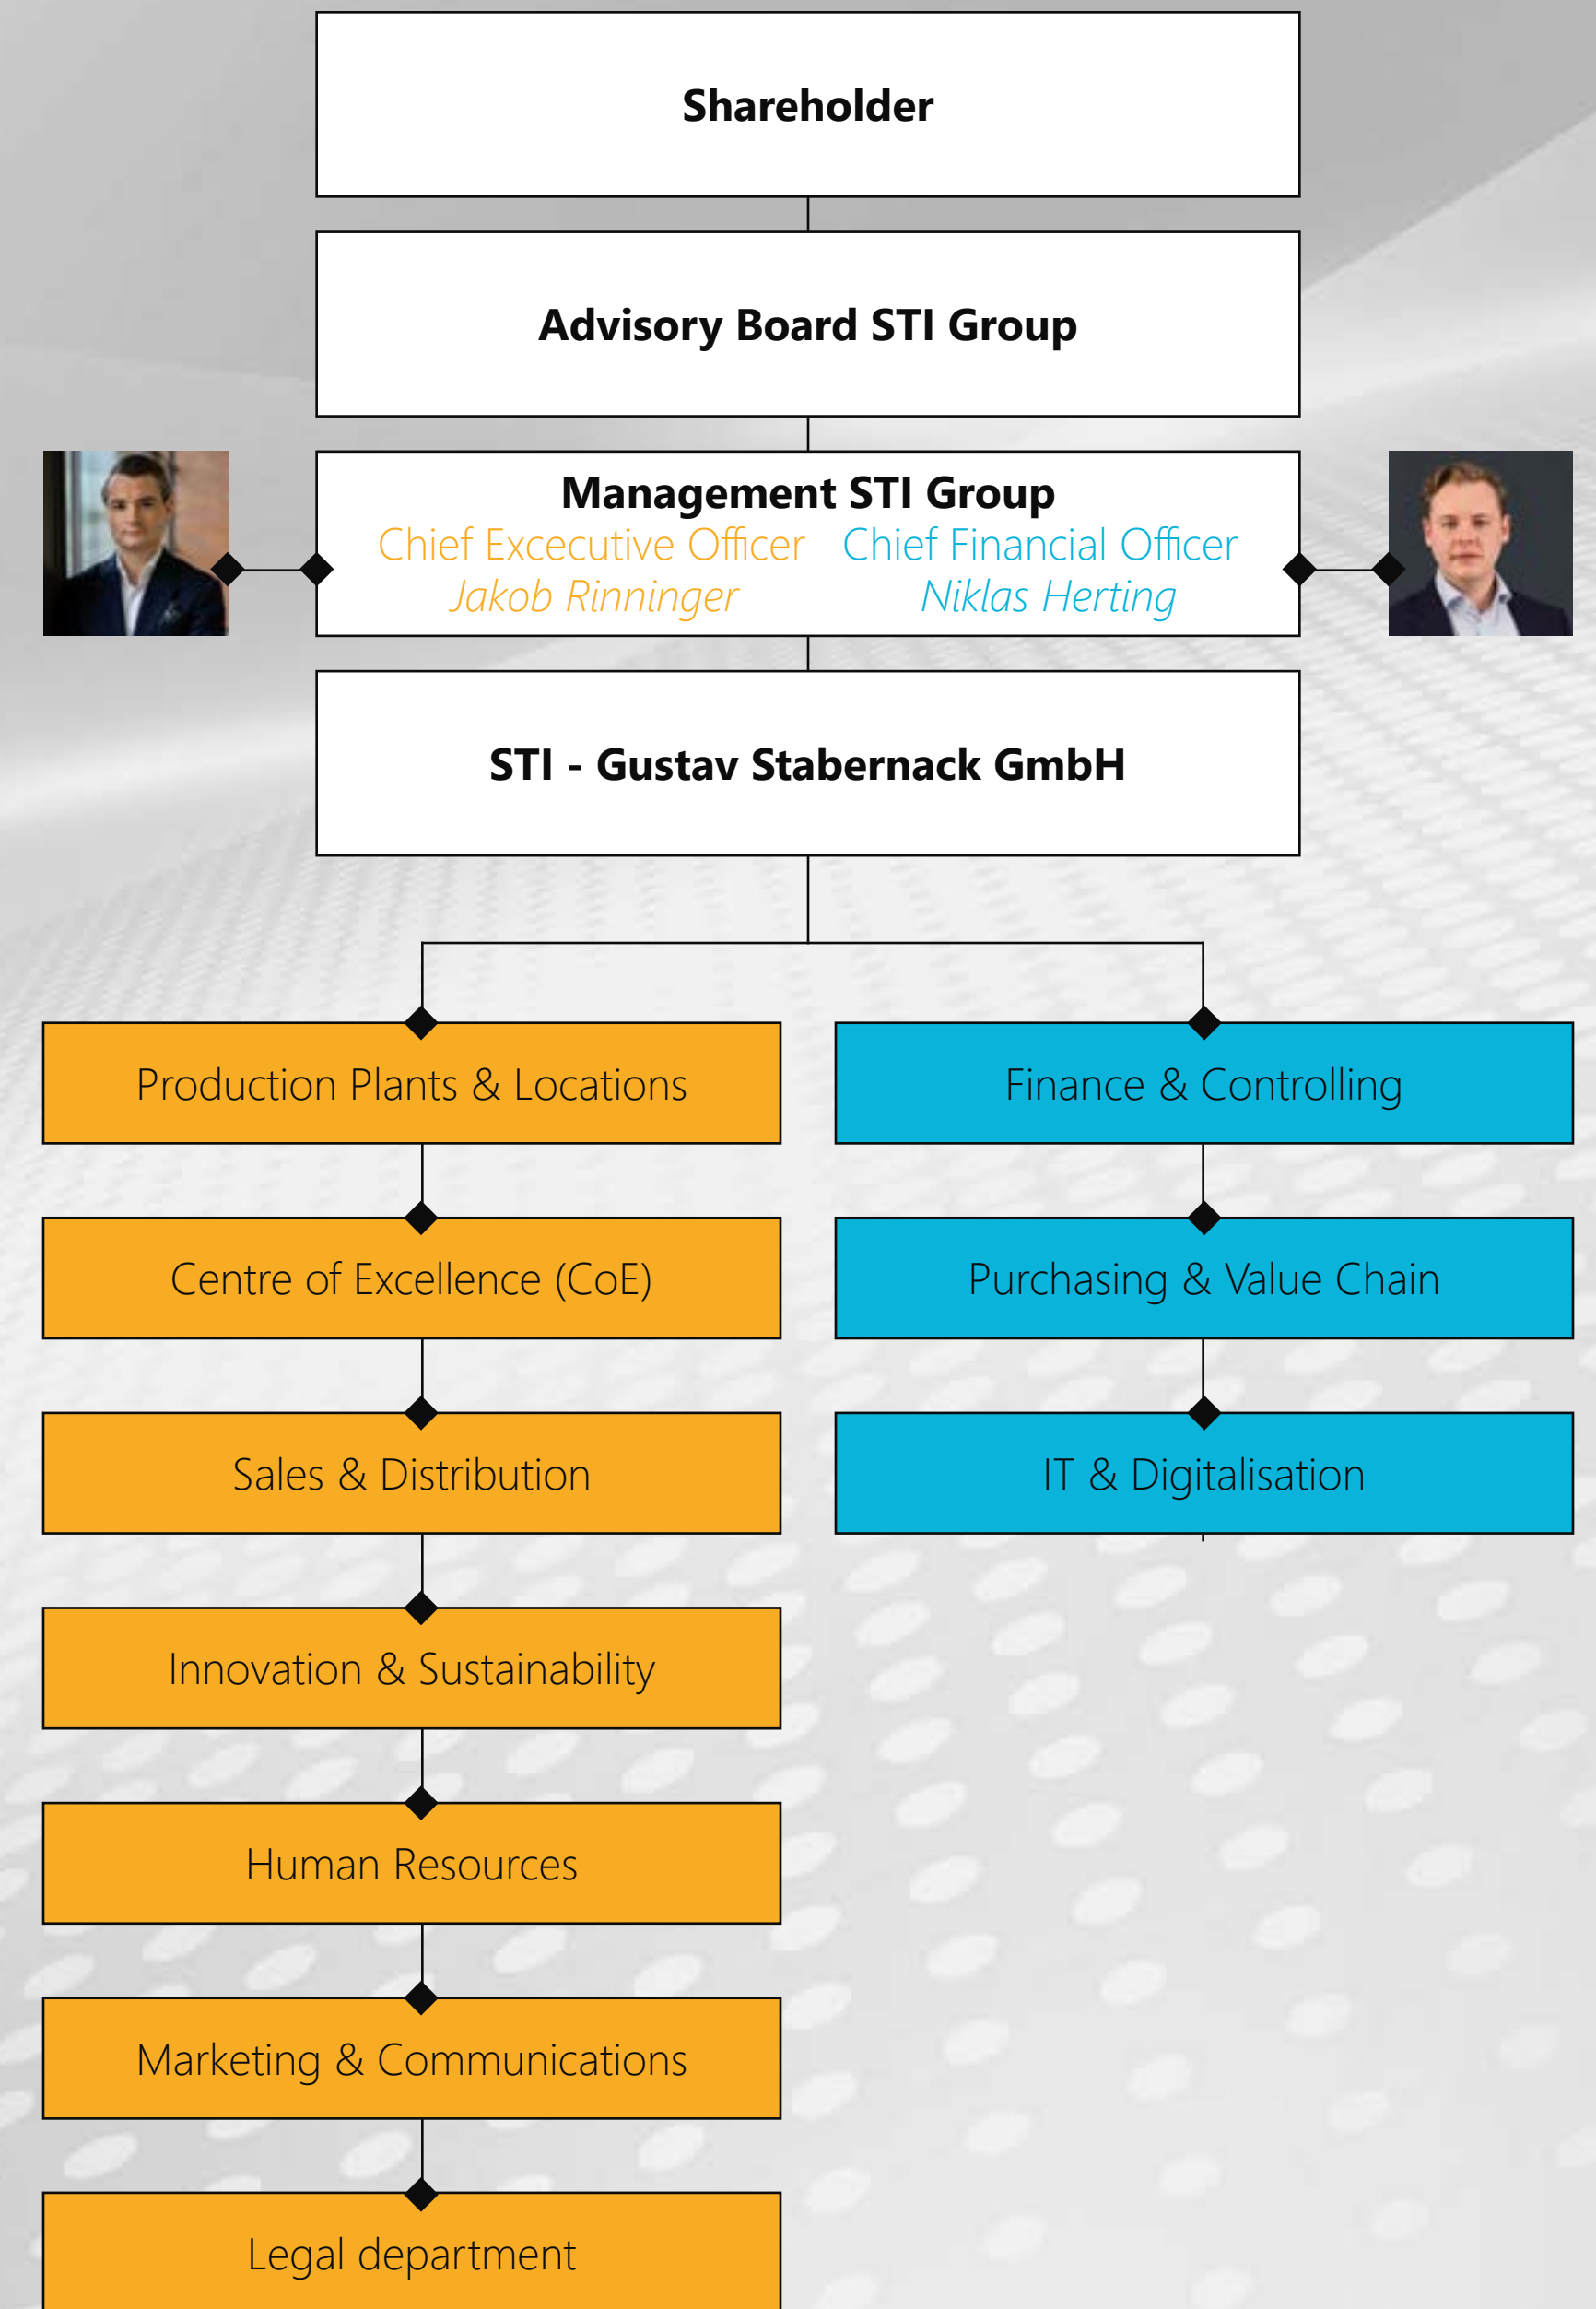 Shareholder
Advisory Board STI Group
Management STI Group
Chief Excecutive Officer Chief Financial Officer
Jakob Rinninger Niklas Herting
STI - Gustav Stabernack GmbH
Production Plants & Locations
Centre of Excellence (CoE)
Sales & Distribution
Innovation & Sustainability
Human Resources
Marketing & Communications
Legal department
Finance & Controlling
Purchasing & Value Chain
IT & Digitalisation